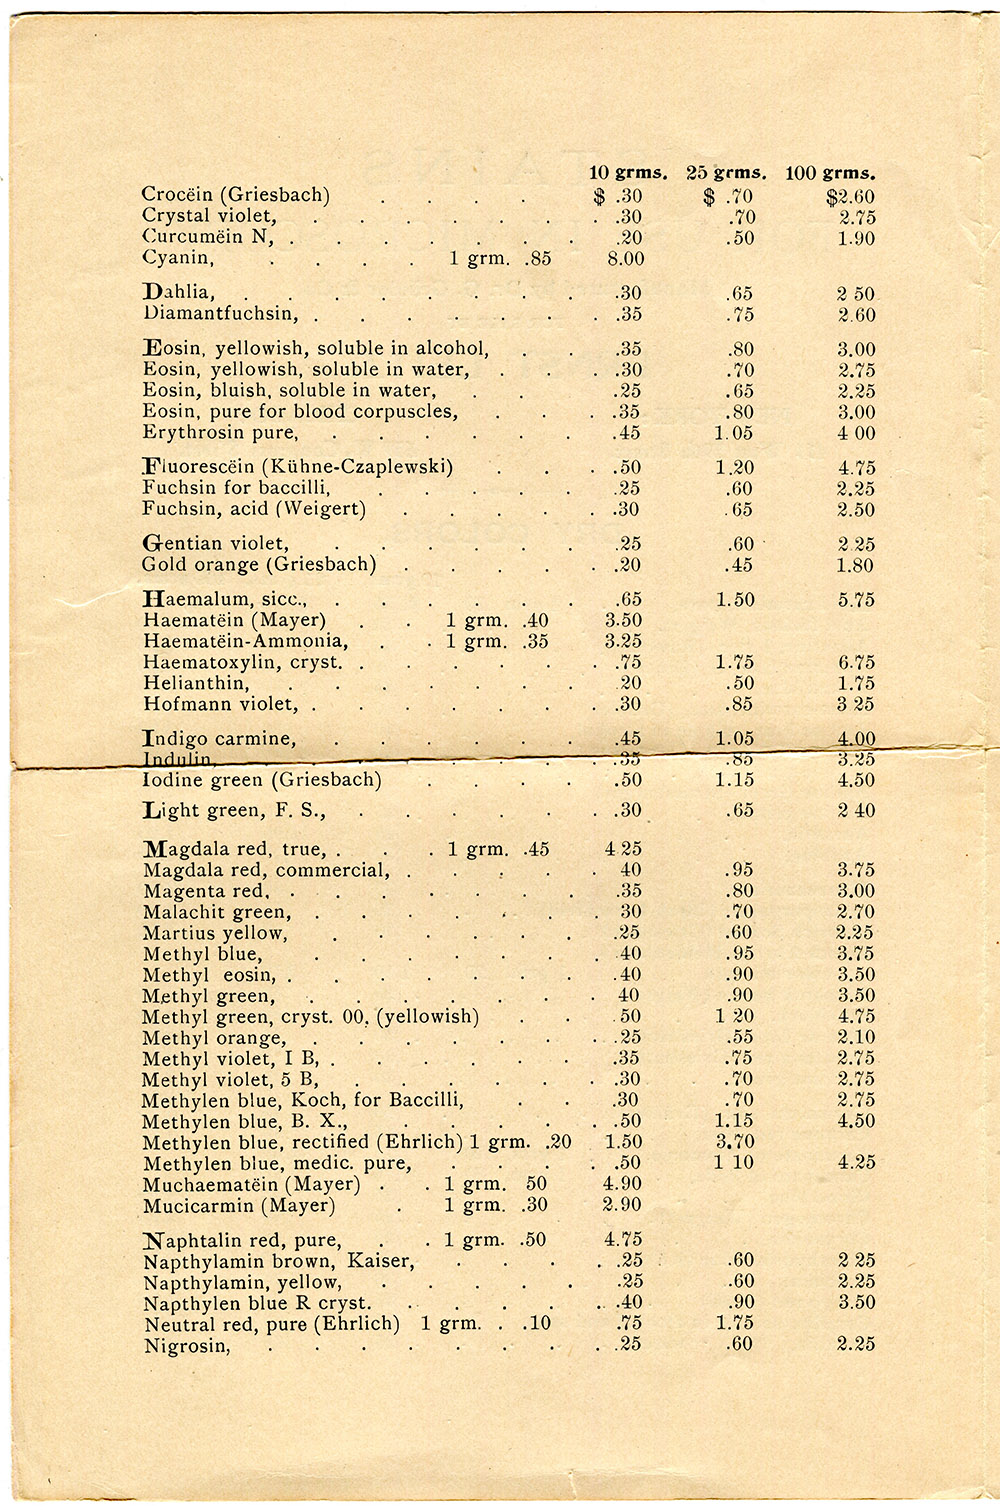 10 grms. 25 grms. 100 grms.
Crocëin (Griesbach) . . . . $ .30 $ .70 $2.60
Crystal violet, . . . . . . . .30 .70 2.75
Curcumëin N, . . . . . . . .20 .50 1.90
Cyanin, . . . . 1 grm. .85 8.00
Dahlia, . . . . . . . . .30 .65 2 50
Diamantfuchsin, . . . . . . . .35 .75 2.60
Eosin, yellowish, soluble in alcohol, . . .35 .80 3.00
Eosin, yellowish, soluble in water, . . . .30 .70 2.75
Eosin, bluish, soluble in water, . . .25 .65 2.25
Eosin, pure for blood corpuscles, . . . .35 .80 3.00
Erythrosin pure, . . . . . . .45 1.05 4 00
Fluorescëin (Kühne-Czaplewski) . . . .50 1.20 4.75
Fuchsin for baccilli, . . . . . .25 .60 2.25
Fuchsin, acid (Weigert) . . . . . .30 .65 2.50
Gentian violet, . . . . . . .25 .60 2 25
Gold orange (Griesbach) . . . . . .20 .45 1.80
Haemalum, sicc., . . . . . . .65 1.50 5.75
Haematëin (Mayer) . . 1 grm. .40 3.50
Haematëin-Ammonia, . . 1 grm. .35 3.25
Haematoxylin, cryst. . . . . . . .75 1.75 6.75
Helianthin, . . . . . . . 20 .50 1.75
Hofmann violet, . . . . . . . .30 .85 3 25
Indigo carmine, . . . . . . .45 1.05 4.00
Indulin, . . . . . . .35 .85 3.25
Iodine green (Griesbach) . . . . .50 1.15 4.50
Light green, F. S., . . . . . . .30 .65 2 40
Magdala red, true, . . . 1 grm. .45 4 25
Magdala red, commercial, . . . . . 40 .95 3.75
Magenta red, . . . . . . . .35 .80 3.00
Malachit green, . . . . . . . 30 .70 2.70
Martius yellow, . . . . . . .25 .60 2.25
Methyl blue, . . . . . . . .40 .95 3.75
Methyl eosin, . . . . . . . .40 .90 3.50
Methyl green, . . . . . . . 40 .90 3.50
Methyl green, cryst. 00, (yellowish) . . .50 1 20 4.75
Methyl orange, . . . . . . . .25 .55 2.10
Methyl violet, I B, . . . . . . .35 .75 2.75
Methyl violet, 5 B, . . . . . .30 .70 2.75
Methylen blue, Koch, for Baccilli, . . .30 .70 2.75
Methylen blue, B. X., . . . . . .50 1.15 4.50
Methylen blue, rectified (Ehrlich) 1 grm. .20 1.50 3.70
Methylen blue, medic. pure, . . . . .50 1 10 4.25
Muchaematëin (Mayer) . . 1 grm. 50 4.90
Mucicarmin (Mayer) . 1 grm. .30 2.90
Naphtalin red, pure, . . 1 grm. .50 4.75
Napthylamin brown, Kaiser, . . . . .25 .60 2 25
Napthylamin, yellow, . . . . . .25 .60 2.25
Napthylen blue R cryst. . . . . . .40 .90 3.50
Neutral red, pure (Ehrlich) 1 grm. . .10 .75 1.75
Nigrosin, . . . . . . . . .25 .60 2.25